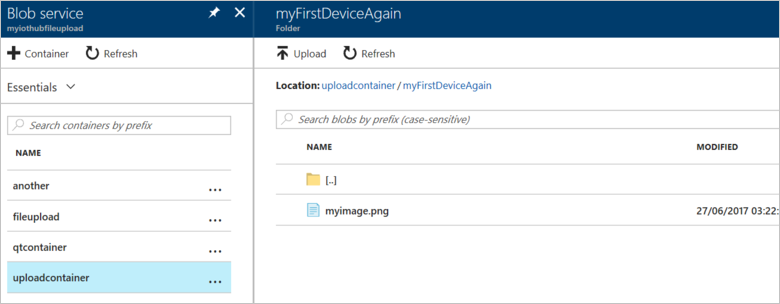 Blob service
myiothubfileupload
Container
Refresh
Essentials
Search containers by prefix
NAME
another
...
fileupload
...
qtcontainer
...
uploadcontainer
...
myFirstDeviceAgain
Folder
Upload
Refresh
Location: uploadcontainer / myFirstDeviceAgain
Search blobs by prefix (case-sensitive)
NAME MODIFIED
[..]
myimage.png 27/06/2017 03:22: